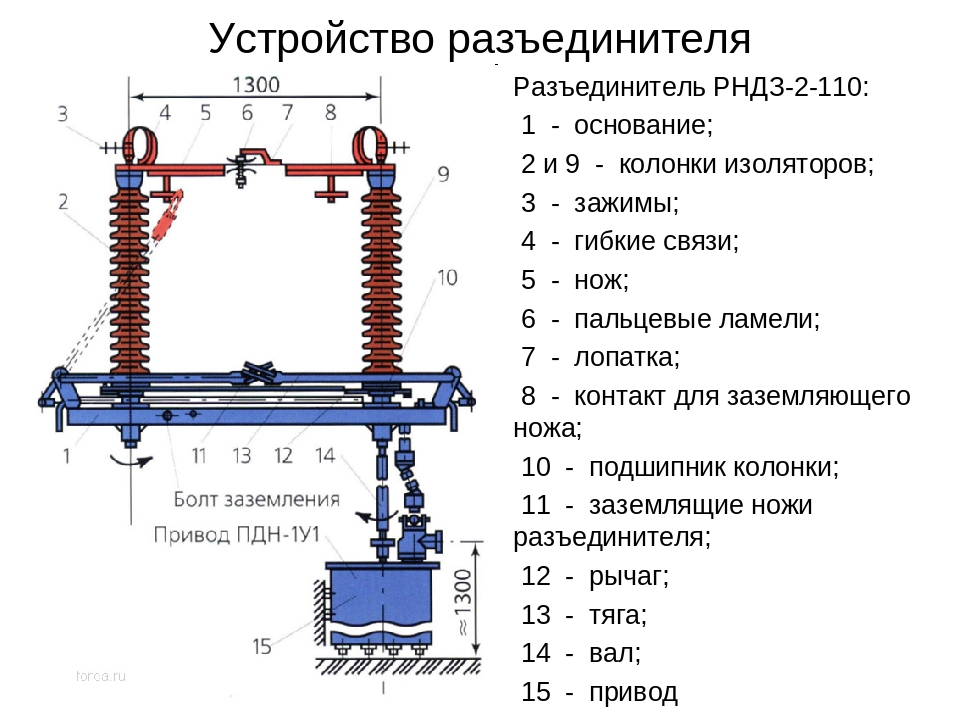 Устройство разъединителя
1300
3
4
5
6
7
8
9
2
10
1
11
13
12
14
Болт заземления
Привод ПДН-1У1
≈1300
15
forca.ru
Разъединитель РНДЗ-2-110:
1 - основание;
2 и 9 - колонки изоляторов;
3 - зажимы;
4 - гибкие связи;
5 - нож;
6 - пальцевые ламели;
7 - лопатка;
8 - контакт для заземляющего
ножа;
10 - подшипник колонки;
11 - заземлящие ножи
разъединителя;
12 - рычаг;
13 - тяга;
14 - вал;
15 - привод